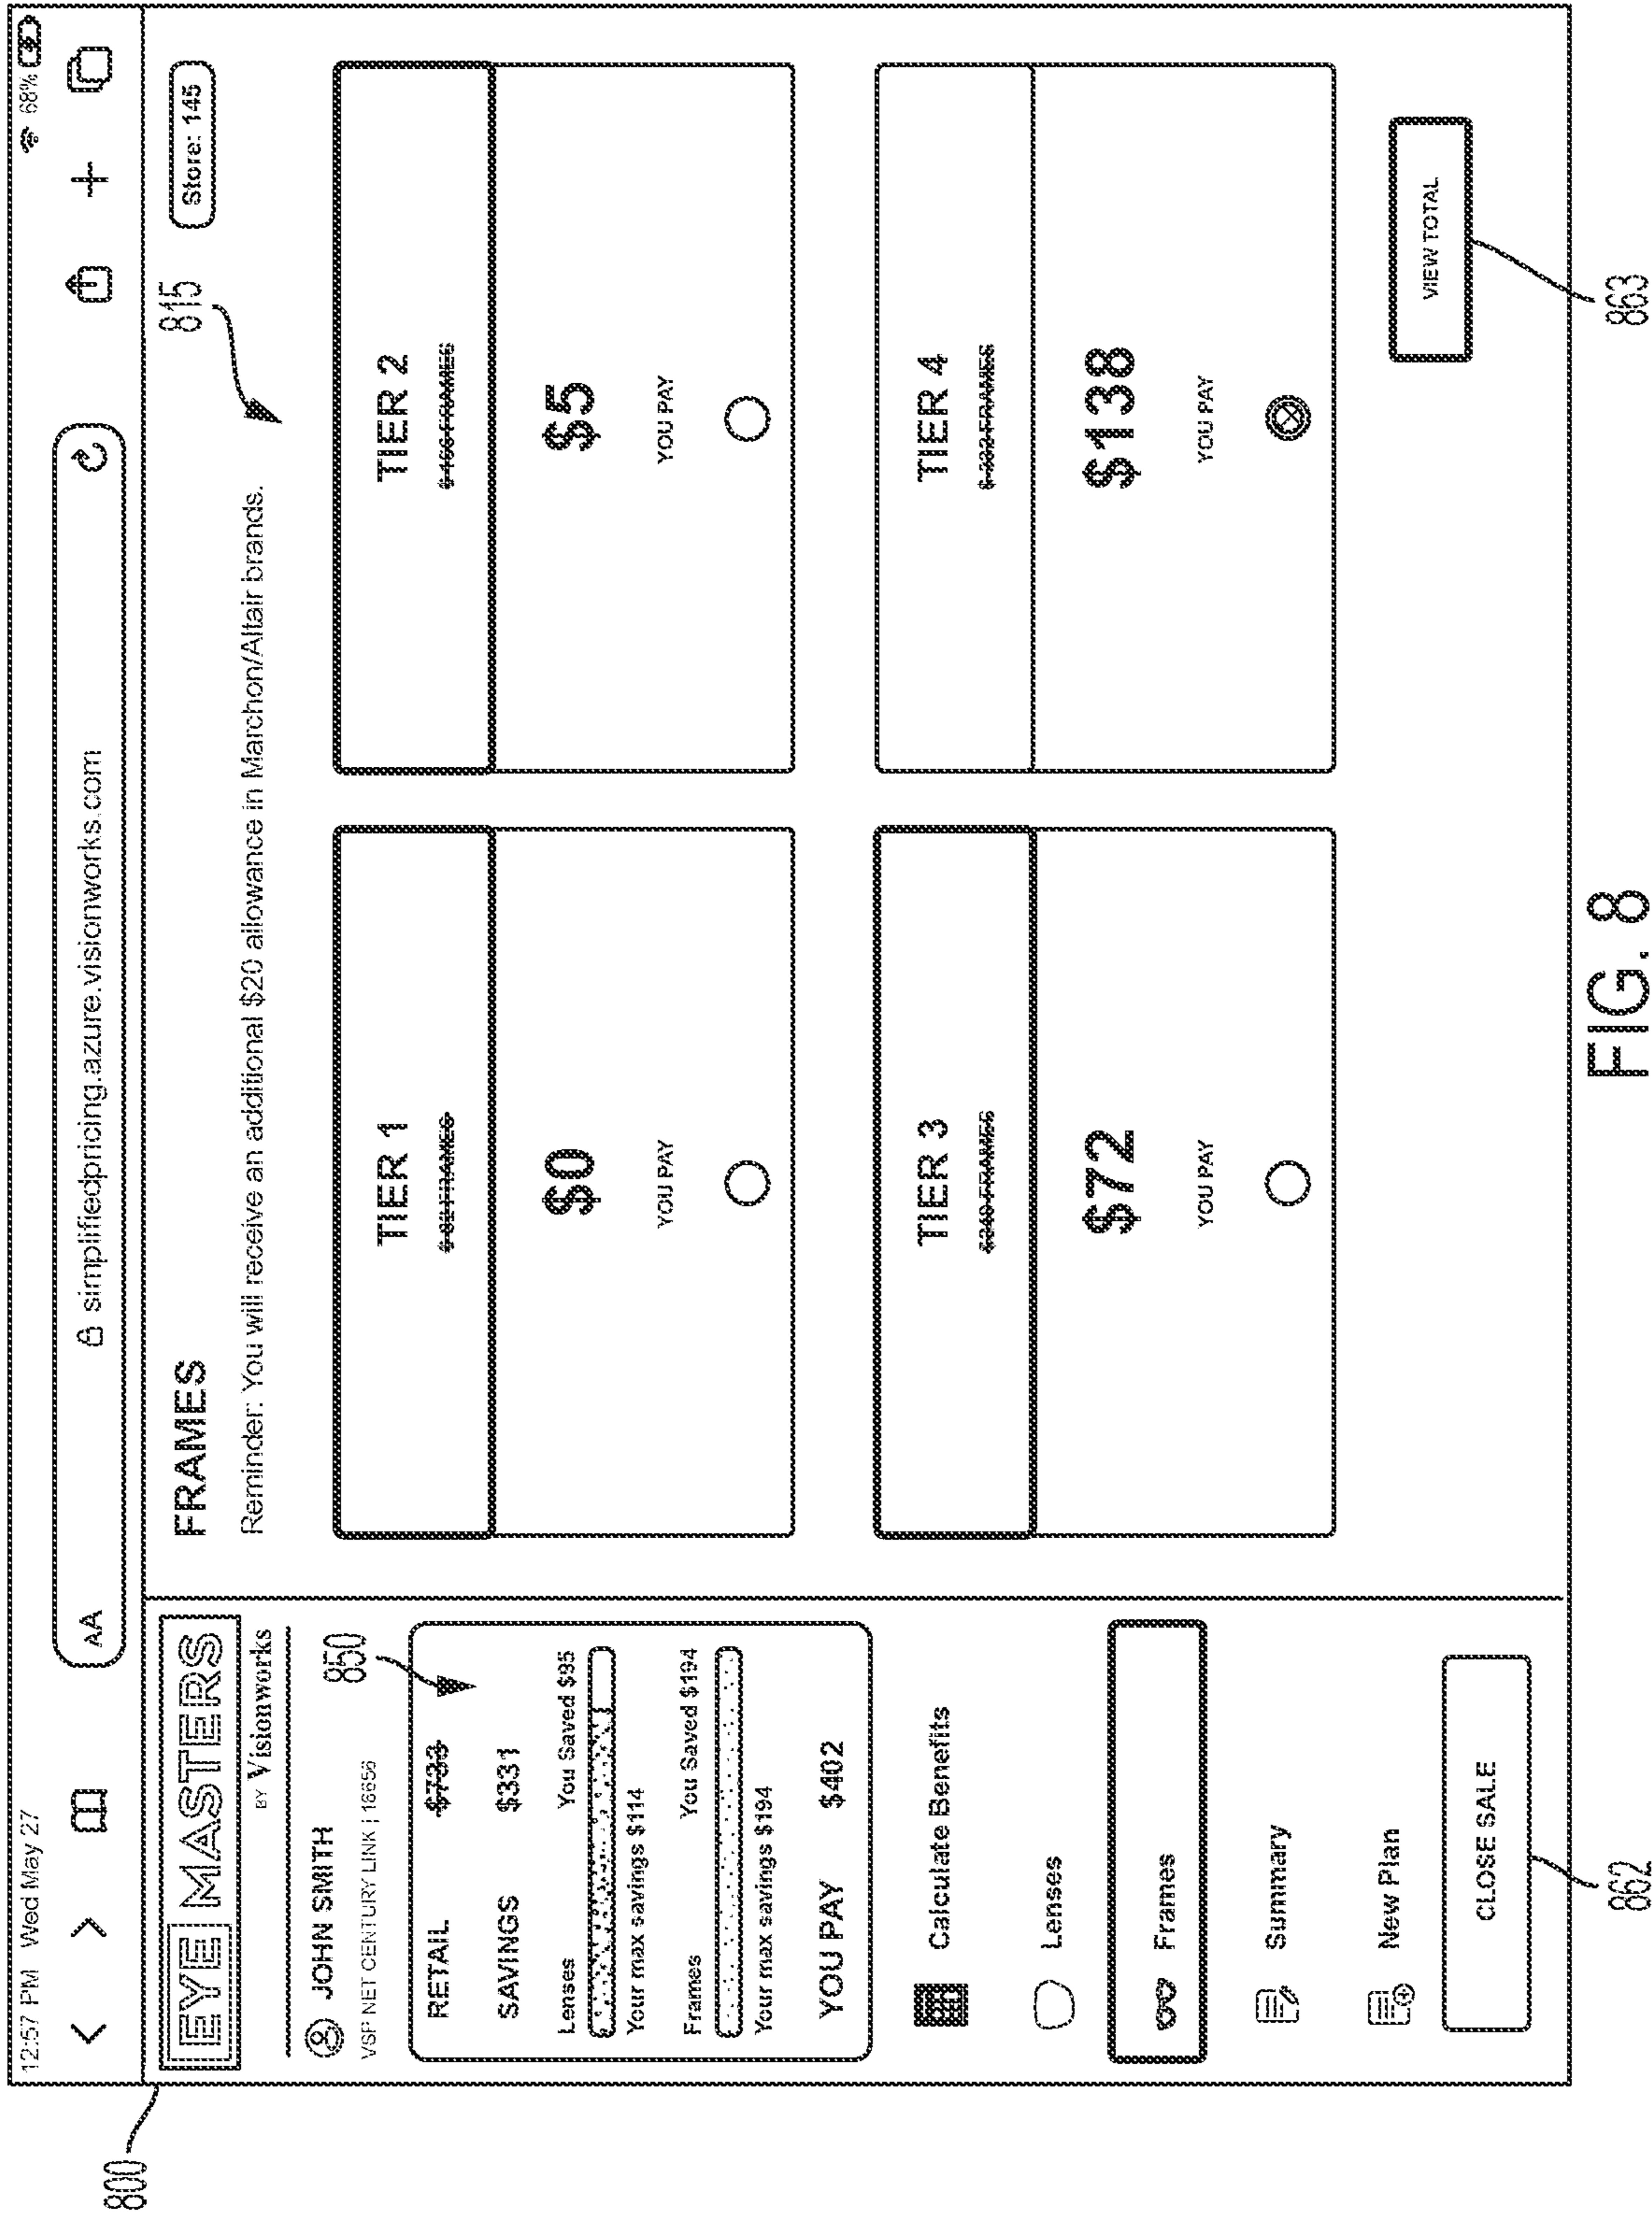 800
12:57 PM Wed May 27
68%
AA
simplifiedpricing.azure.visionworks.com
EYE MASTERS
BY Visionworks
JOHN SMITH
VSP NET CENTURY LINK | 16656
850
RETAIL $733
SAVINGS $331
Lenses You Saved $95
Your max savings $114
Frames You Saved $194
Your max savings $194
YOU PAY $402
Calculate Benefits
Lenses
Frames
Summary
New Plan
CLOSE SALE
862
FRAMES
815
Store: 145
Reminder: You will receive an additional $20 allowance in Marchon/Altair brands.
TIER 1
FRAMES
$0
YOU PAY
TIER 2
FRAMES
$5
YOU PAY
TIER 3
FRAMES
$72
YOU PAY
TIER 4
FRAMES
$138
YOU PAY
VIEW TOTAL
863
FIG. 8